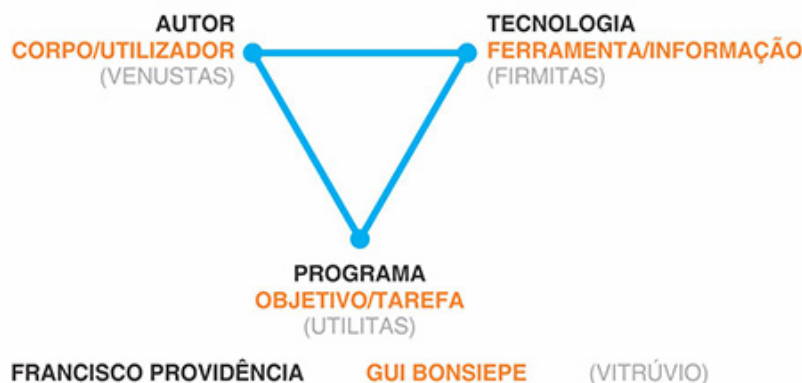 AUTOR
CORPO/UTILIZADOR
(VENUSTAS)
TECNOLOGIA
FERRAMENTA/INFORMAÇÃO
(FIRMITAS)
PROGRAMA
OBJETIVO/TAREFA
(UTILITAS)
FRANCISCO PROVIDÊNCIA GUI BONSIEPE (VITRÚVIO)